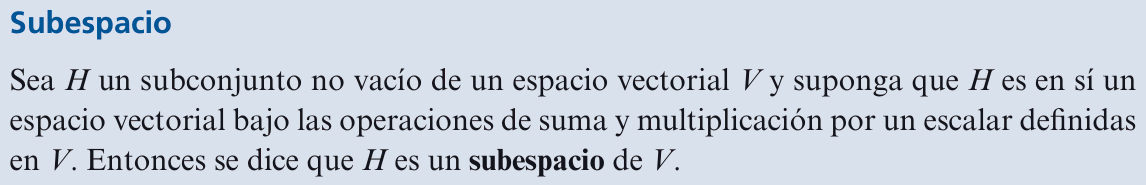 Subespacio
Sea H un subconjunto no vacío de un espacio vectorial V y suponga que H es en sí un
espacio vectorial bajo las operaciones de suma y multiplicación por un escalar definidas
en V. Entonces se dice que H es un subespacio de V.